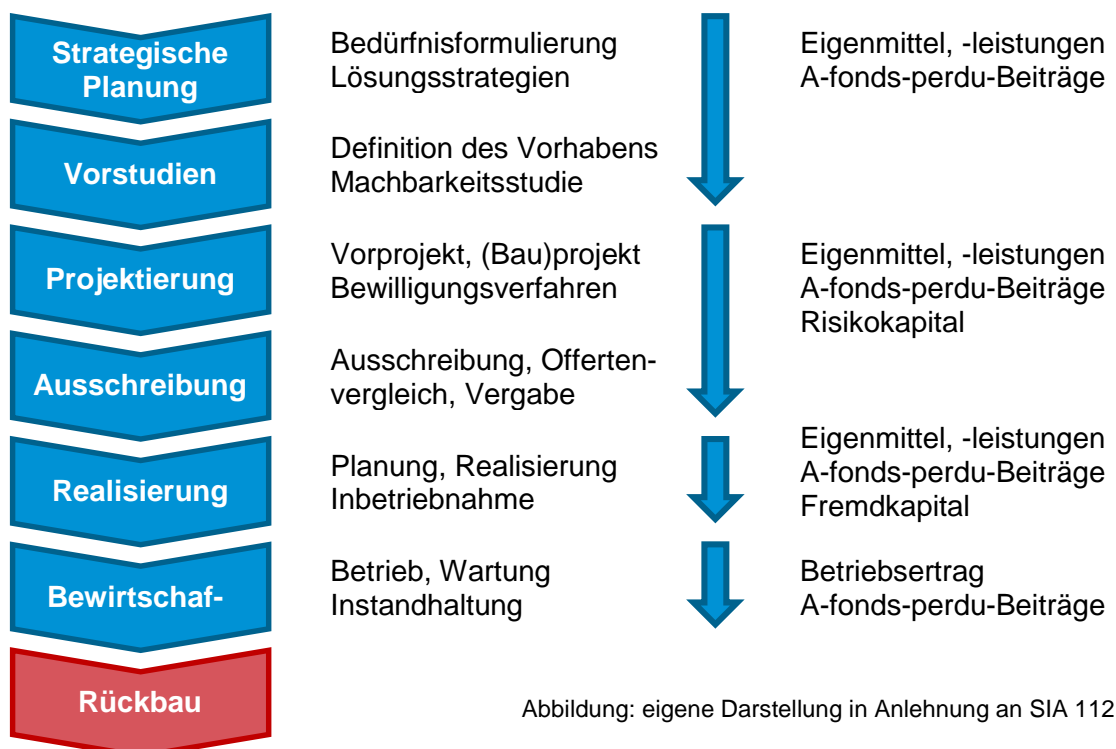 Strategische
Planung
Bedürfnisformulierung
Lösungsstrategien
Eigenmittel, -leistungen
A-fonds-perdu-Beiträge
Vorstudien
Definition des Vorhabens
Machbarkeitsstudie
Projektierung
Vorprojekt, (Bau)projekt
Bewilligungsverfahren
Eigenmittel, -leistungen
A-fonds-perdu-Beiträge
Risikokapital
Ausschreibung
Ausschreibung, Offerten-
vergleich, Vergabe
Realisierung
Planung, Realisierung
Inbetriebnahme
Eigenmittel, -leistungen
A-fonds-perdu-Beiträge
Fremdkapital
Bewirtschaf-
Betrieb, Wartung
Instandhaltung
Betriebsertrag
A-fonds-perdu-Beiträge
Rückbau
Abbildung: eigene Darstellung in Anlehnung an SIA 112